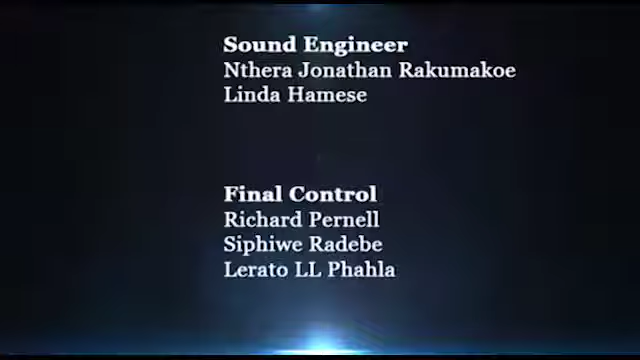 Sound Engineer
Nthera Jonathan Rakumakoe
Linda Hamese
Final Control
Richard Pernell
Siphiwe Radebe
Lerato LL Phahla